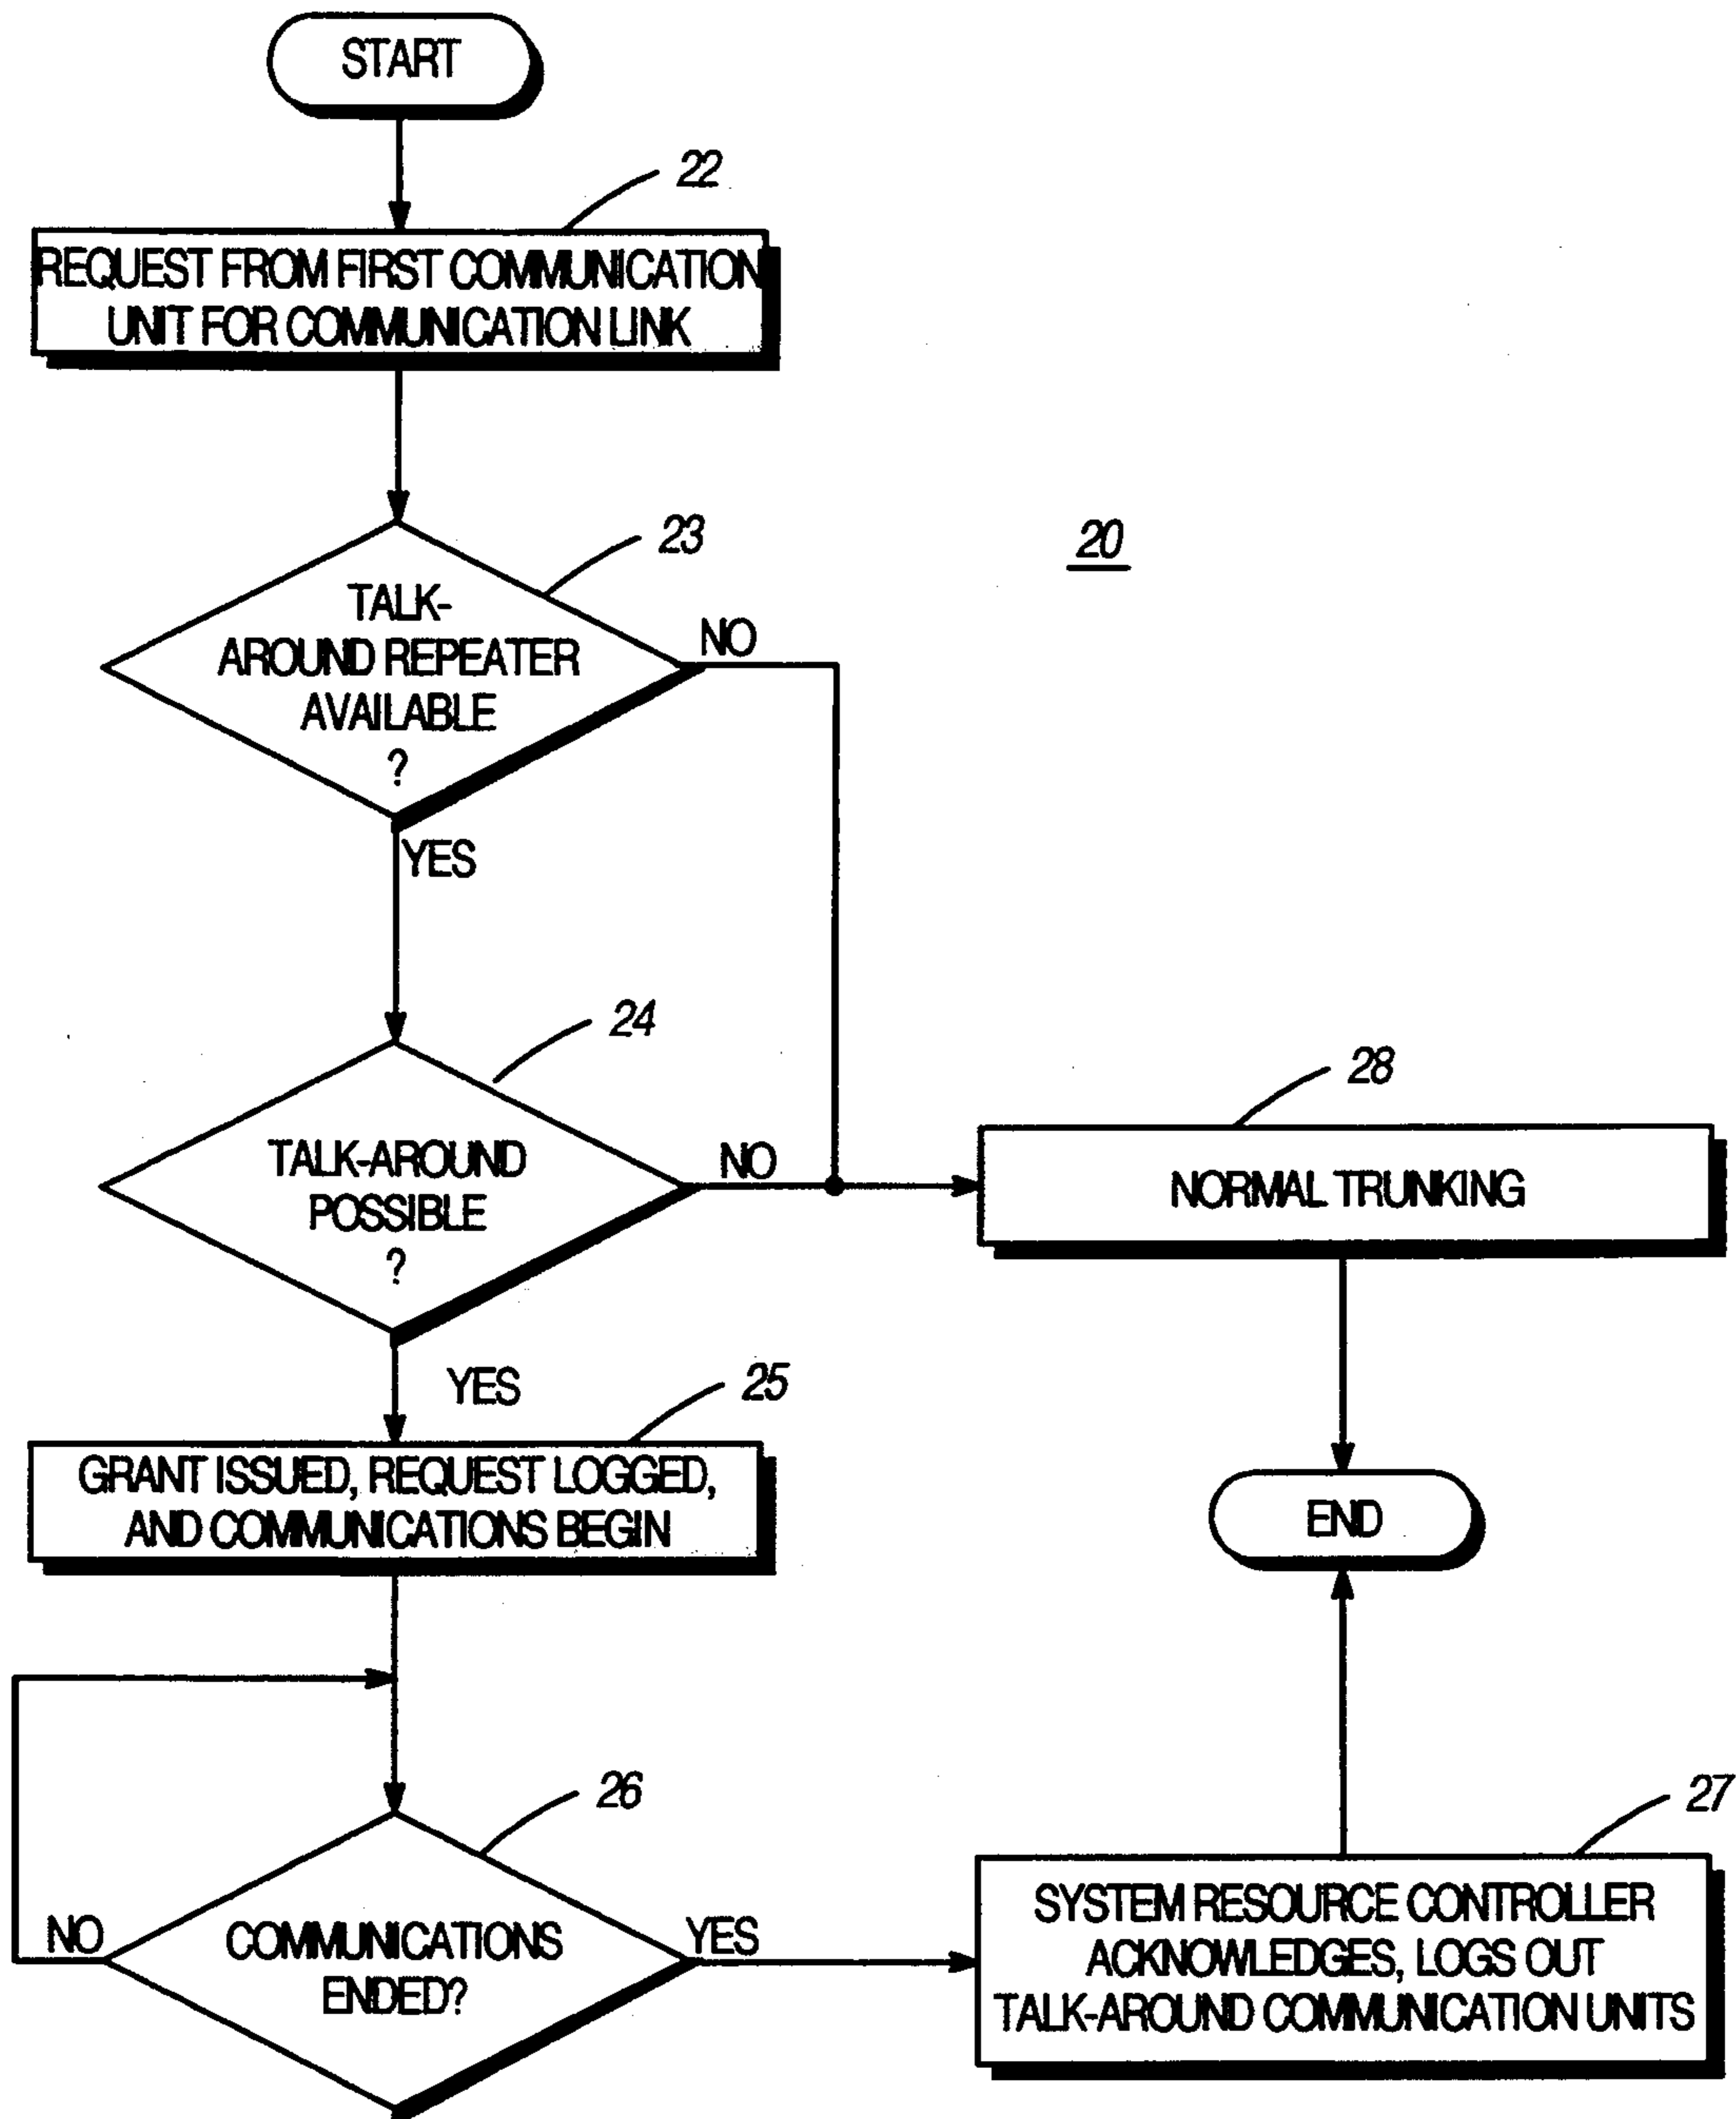 START
22
REQUEST FROM FIRST COMMUNICATION
UNIT FOR COMMUNICATION LINK
23
20
TALK-
AROUND REPEATER
AVAILABLE
?
NO
YES
24
28
TALK-AROUND
POSSIBLE
?
NO
NORMAL TRUNKING
YES
25
GRANT ISSUED, REQUEST LOGGED,
AND COMMUNICATIONS BEGIN
END
26
27
NO
COMMUNICATIONS
ENDED?
YES
SYSTEM RESOURCE CONTROLLER
ACKNOWLEDGES, LOGS OUT
TALK-AROUND COMMUNICATION UNITS